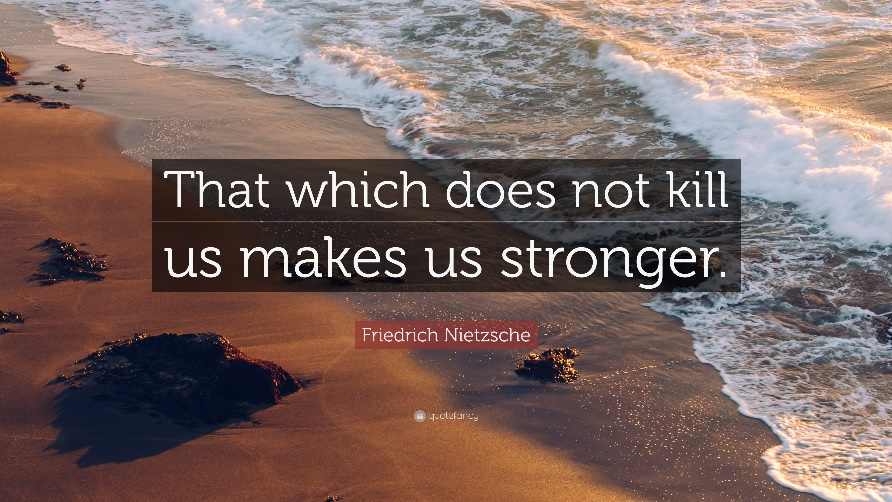 That which does not kill
us makes us stronger.
Friedrich Nietzsche
quotefancy